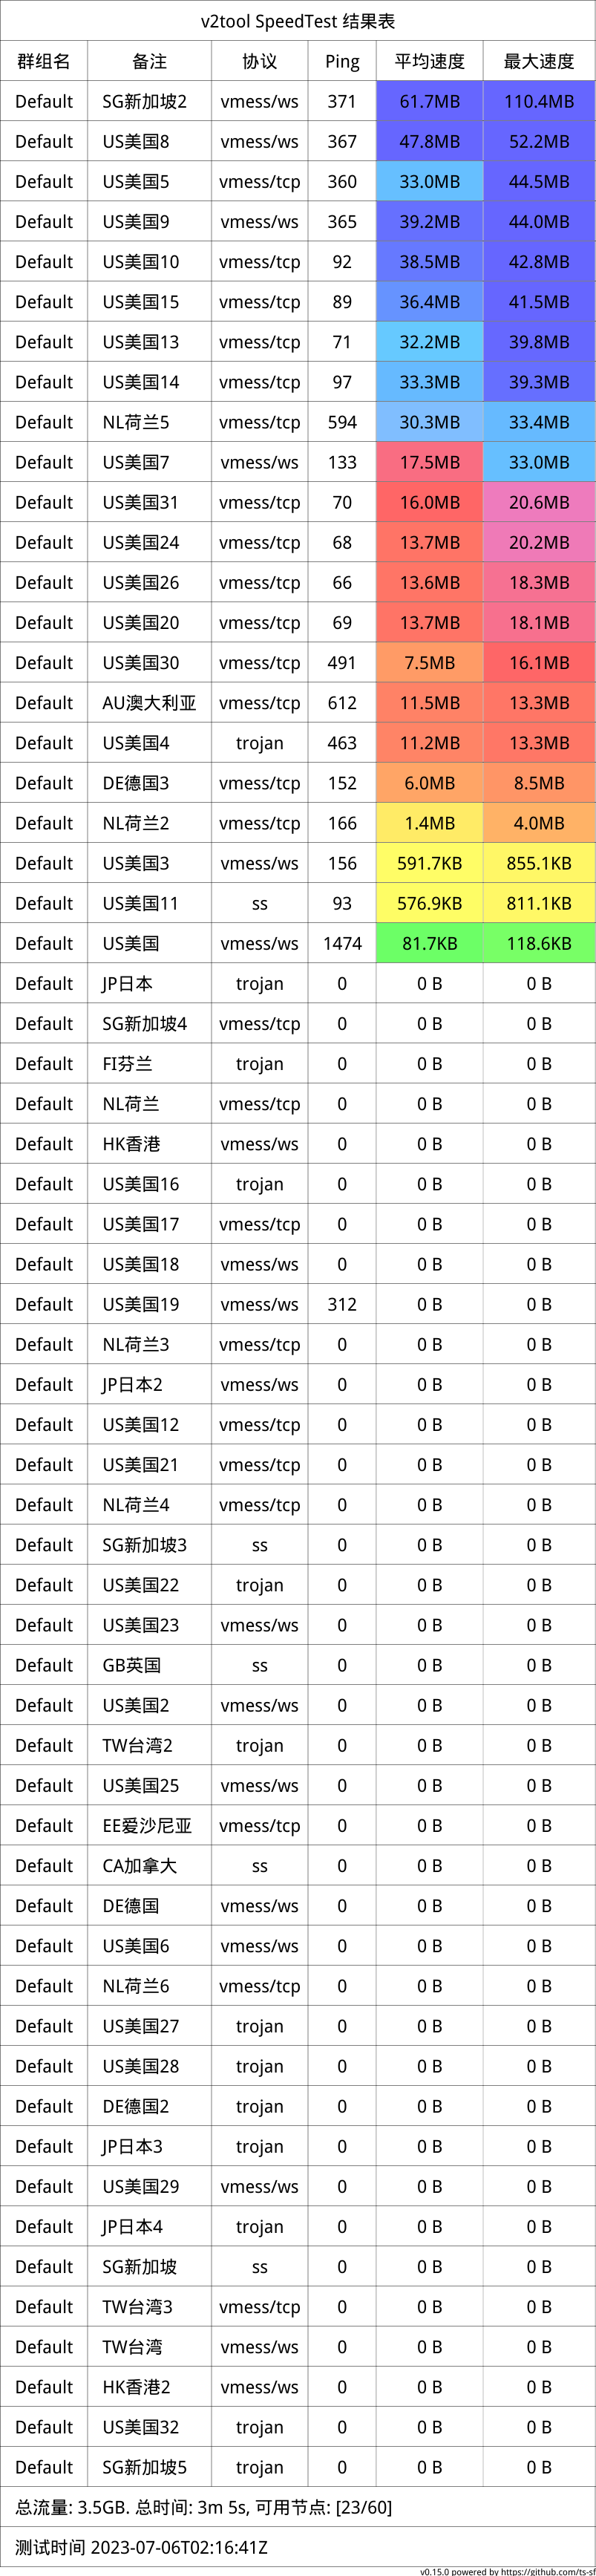 v2tool SpeedTest 结果表
群组名 备注 协议 Ping 平均速度 最大速度
Default SG新加坡2 vmess/ws 371 61.7MB 110.4MB
Default US美国8 vmess/ws 367 47.8MB 52.2MB
Default US美国5 vmess/tcp 360 33.0MB 44.5MB
Default US美国9 vmess/ws 365 39.2MB 44.0MB
Default US美国10 vmess/tcp 92 38.5MB 42.8MB
Default US美国15 vmess/tcp 89 36.4MB 41.5MB
Default US美国13 vmess/tcp 71 32.2MB 39.8MB
Default US美国14 vmess/tcp 97 33.3MB 39.3MB
Default NL荷兰5 vmess/tcp 594 30.3MB 33.4MB
Default US美国7 vmess/ws 133 17.5MB 33.0MB
Default US美国31 vmess/tcp 70 16.0MB 20.6MB
Default US美国24 vmess/tcp 68 13.7MB 20.2MB
Default US美国26 vmess/tcp 66 13.6MB 18.3MB
Default US美国20 vmess/tcp 69 13.7MB 18.1MB
Default US美国30 vmess/tcp 491 7.5MB 16.1MB
Default AU澳大利亚 vmess/tcp 612 11.5MB 13.3MB
Default US美国4 trojan 463 11.2MB 13.3MB
Default DE德国3 vmess/tcp 152 6.0MB 8.5MB
Default NL荷兰2 vmess/tcp 166 1.4MB 4.0MB
Default US美国3 vmess/ws 156 591.7KB 855.1KB
Default US美国11 ss 93 576.9KB 811.1KB
Default US美国 vmess/ws 1474 81.7KB 118.6KB
Default JP日本 trojan 0 0 B 0 B
Default SG新加坡4 vmess/tcp 0 0 B 0 B
Default FI芬兰 trojan 0 0 B 0 B
Default NL荷兰 vmess/tcp 0 0 B 0 B
Default HK香港 vmess/ws 0 0 B 0 B
Default US美国16 trojan 0 0 B 0 B
Default US美国17 vmess/tcp 0 0 B 0 B
Default US美国18 vmess/ws 0 0 B 0 B
Default US美国19 vmess/ws 312 0 B 0 B
Default NL荷兰3 vmess/tcp 0 0 B 0 B
Default JP日本2 vmess/ws 0 0 B 0 B
Default US美国12 vmess/tcp 0 0 B 0 B
Default US美国21 vmess/tcp 0 0 B 0 B
Default NL荷兰4 vmess/tcp 0 0 B 0 B
Default SG新加坡3 ss 0 0 B 0 B
Default US美国22 trojan 0 0 B 0 B
Default US美国23 vmess/ws 0 0 B 0 B
Default GB英国 ss 0 0 B 0 B
Default US美国2 vmess/ws 0 0 B 0 B
Default TW台湾2 trojan 0 0 B 0 B
Default US美国25 vmess/ws 0 0 B 0 B
Default EE爱沙尼亚 vmess/tcp 0 0 B 0 B
Default CA加拿大 ss 0 0 B 0 B
Default DE德国 vmess/ws 0 0 B 0 B
Default US美国6 vmess/ws 0 0 B 0 B
Default NL荷兰6 vmess/tcp 0 0 B 0 B
Default US美国27 trojan 0 0 B 0 B
Default US美国28 trojan 0 0 B 0 B
Default DE德国2 trojan 0 0 B 0 B
Default JP日本3 trojan 0 0 B 0 B
Default US美国29 vmess/ws 0 0 B 0 B
Default JP日本4 trojan 0 0 B 0 B
Default SG新加坡 ss 0 0 B 0 B
Default TW台湾3 vmess/tcp 0 0 B 0 B
Default TW台湾 vmess/ws 0 0 B 0 B
Default HK香港2 vmess/ws 0 0 B 0 B
Default US美国32 trojan 0 0 B 0 B
Default SG新加坡5 trojan 0 0 B 0 B
总流量: 3.5GB. 总时间: 3m 5s, 可用节点: [23/60]
测试时间 2023-07-06T02:16:41Z
v0.15.0 powered by https://github.com/ts-sf